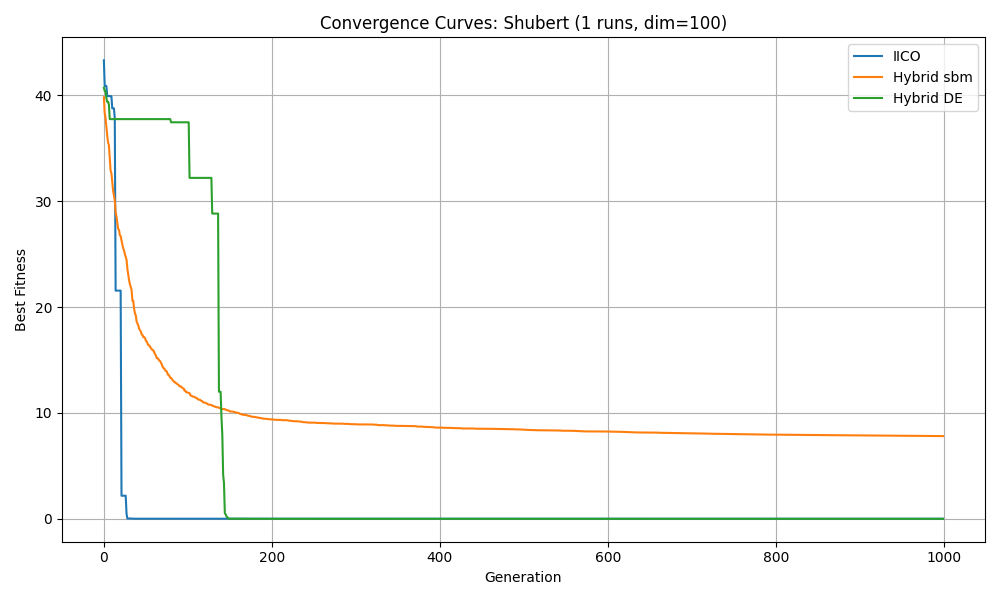 Convergence Curves: Shubert (1 runs, dim=100)
IICO
Hybrid sbm
Hybrid DE
Best Fitness
40
30
20
10
0
0
200
400
600
800
1000
Generation